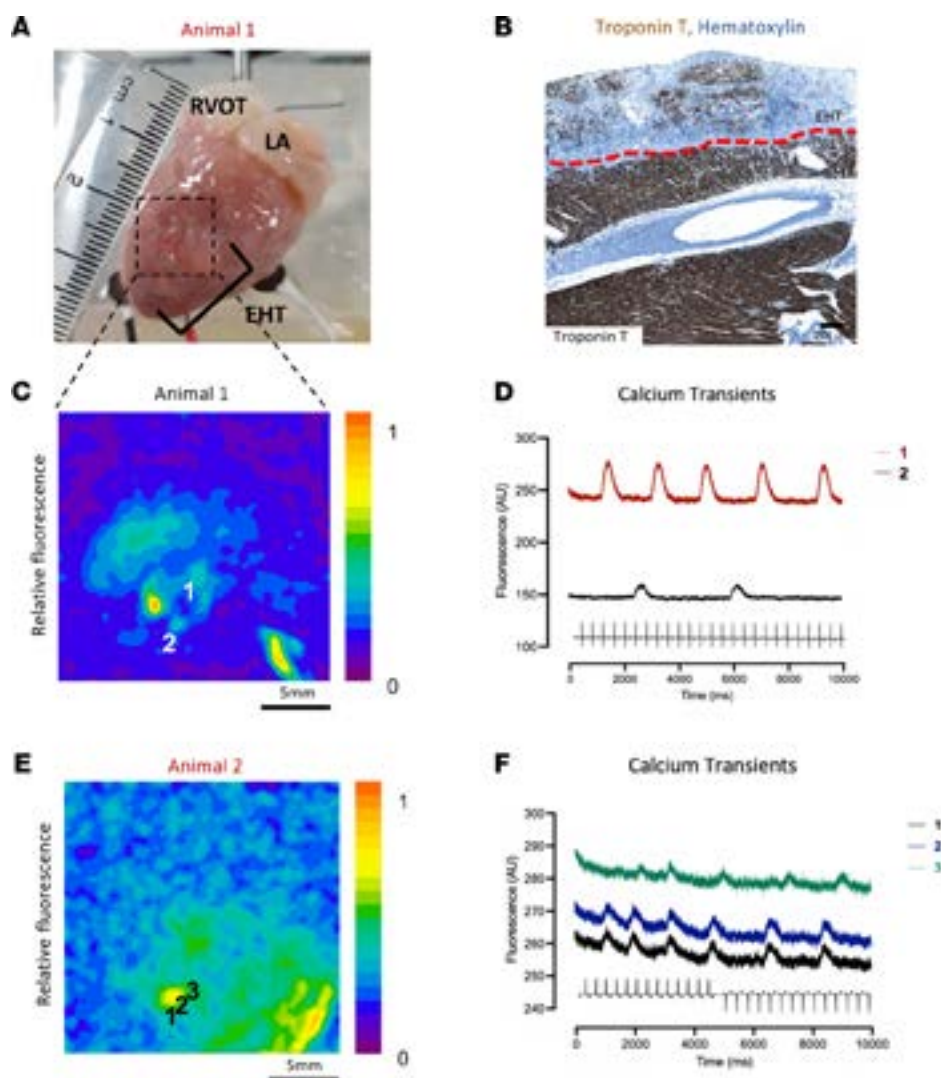 A
Animal 1
cm
1
2
RVOT
LA
EHT
B
Troponin T, Hematoxylin
EHT
Troponin T
C
Animal 1
Relative fluorescence
1
2
1
0
5mm
D
Calcium Transients
1
2
Fluorescence (AU)
300
250
200
150
100
0 2000 4000 6000 8000 10000
Time (ms)
E
Animal 2
Relative fluorescence
1 2 3
1
0
5mm
F
Calcium Transients
1
2
3
Fluorescence (AU)
300
290
280
270
260
250
240
0 2000 4000 6000 8000 10000
Time (ms)